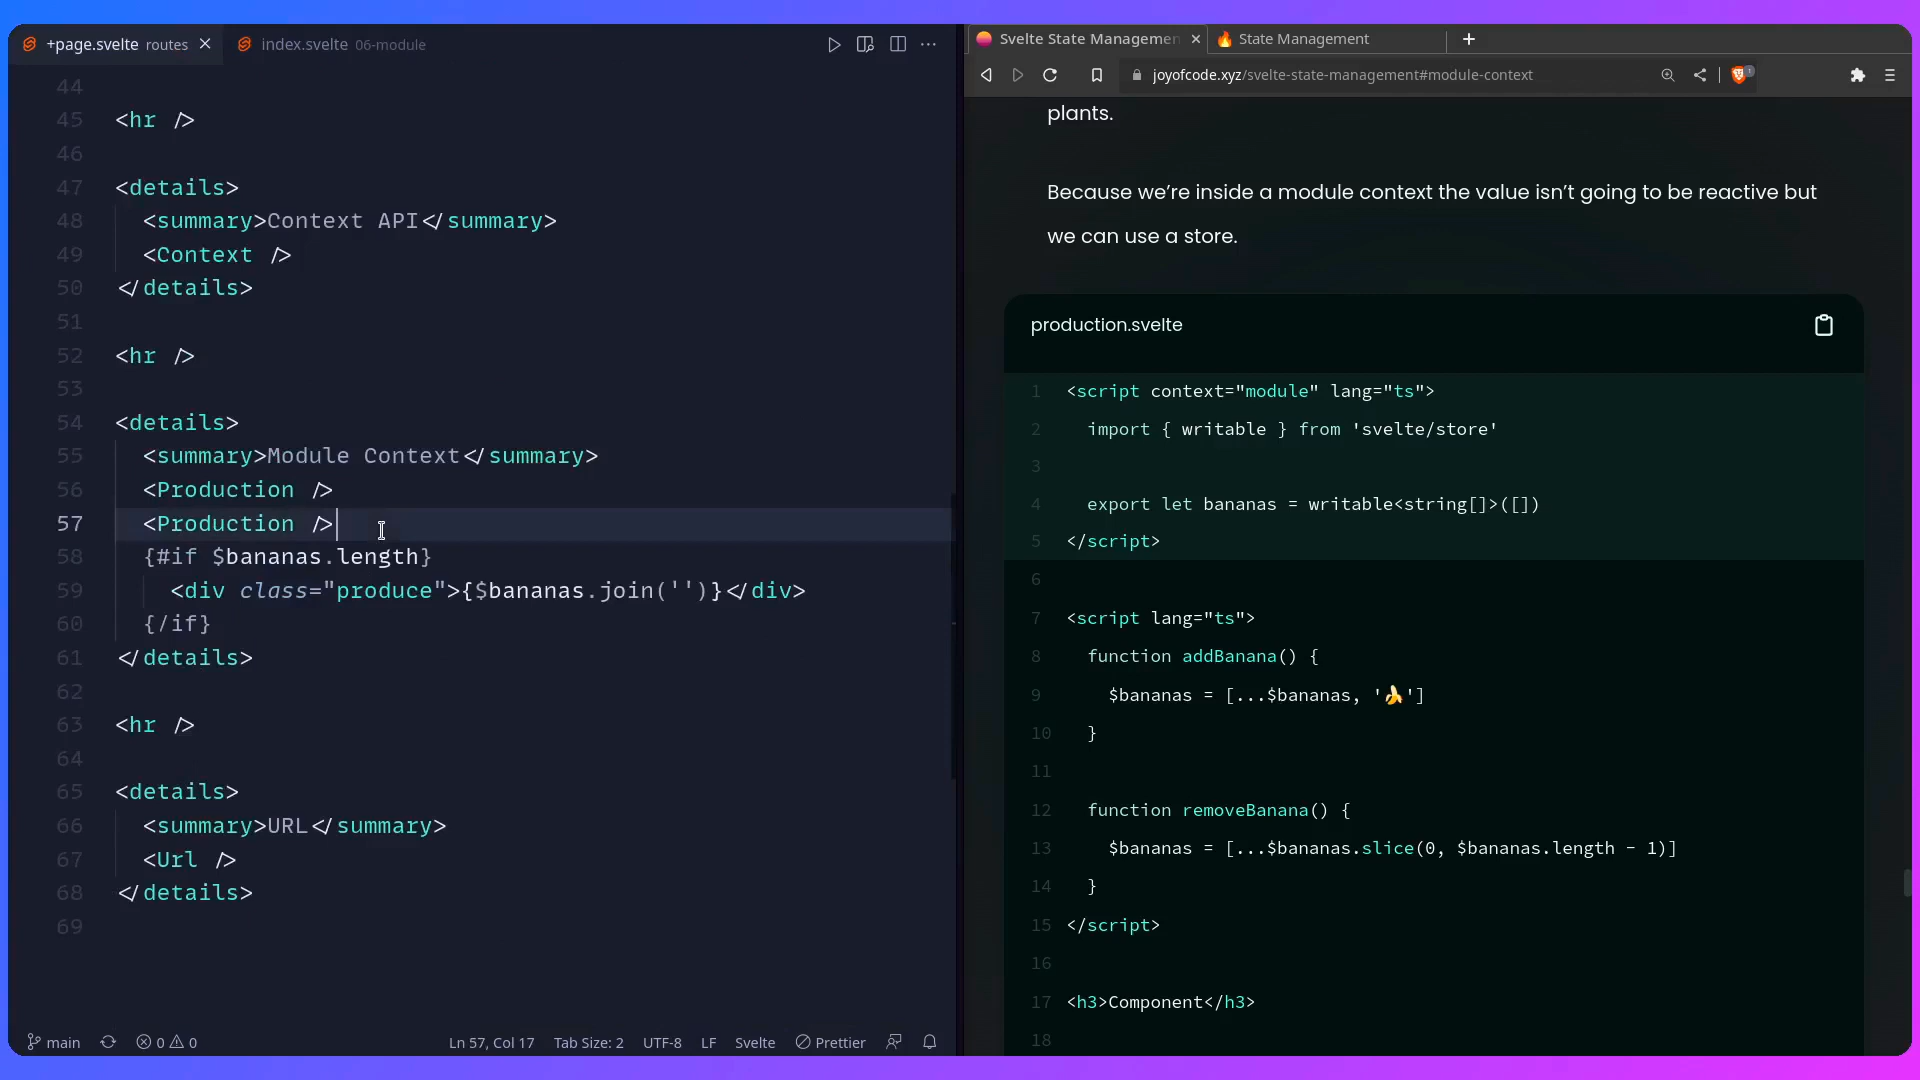 +page.svelte routes
index.svelte 06-module
44
45 <hr />
46
47 <details>
48 <summary>Context API</summary>
49 <Context />
50 </details>
51
52 <hr />
53
54 <details>
55 <summary>Module Context</summary>
56 <Production />
57 <Production />
58 {#if $bananas.length}
59 <div class="produce">{$bananas.join('')}</div>
60 {/if}
61 </details>
62
63 <hr />
64
65 <details>
66 <summary>URL</summary>
67 <Url />
68 </details>
69
main
0 0
Ln 57, Col 17
Tab Size: 2
UTF-8
LF
Svelte
Prettier
Svelte State Managemen
State Management
joyofcode.xyz/svelte-state-management#module-context
1
plants.
Because we’re inside a module context the value isn’t going to be reactive but
we can use a store.
production.svelte
1 <script context="module" lang="ts">
2 import { writable } from 'svelte/store'
3
4 export let bananas = writable<string[]>([])
5 </script>
6
7 <script lang="ts">
8 function addBanana() {
9 $bananas = [...$bananas, '🍌']
10 }
11
12 function removeBanana() {
13 $bananas = [...$bananas.slice(0, $bananas.length - 1)]
14 }
15 </script>
16
17 <h3>Component</h3>
18